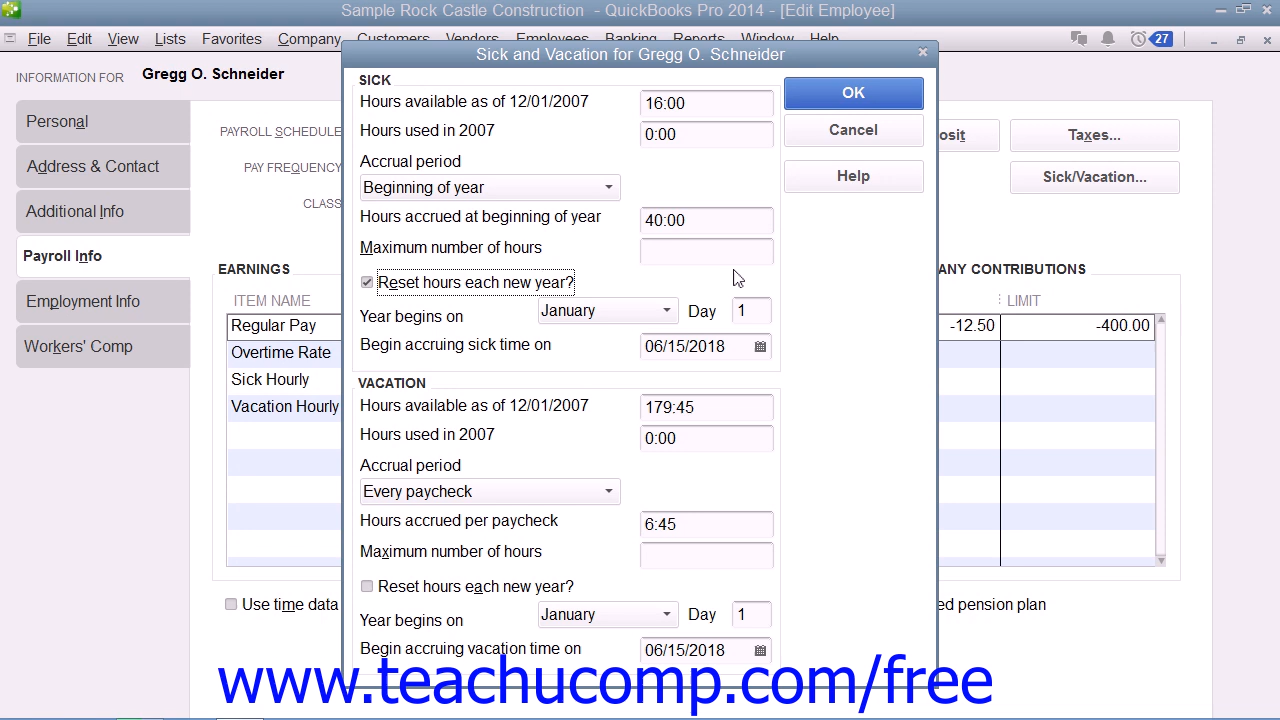 Sample Rock Castle Construction - QuickBooks Pro 2014 - [Edit Employee]
File Edit View Lists Favorites Company Customers Vendors Employees Banking Reports Window Help 27
INFORMATION FOR Gregg O. Schneider
Personal
Address & Contact
Additional Info
Payroll Info
Employment Info
Workers' Comp
PAYROLL SCHEDULE
PAY FREQUENCY
CLASS
EARNINGS
ITEM NAME
Regular Pay
Overtime Rate
Sick Hourly
Vacation Hourly
Use time data
Sick and Vacation for Gregg O. Schneider
SICK
Hours available as of 12/01/2007 16:00
Hours used in 2007 0:00
Accrual period
Beginning of year
Hours accrued at beginning of year 40:00
Maximum number of hours
Reset hours each new year?
Year begins on January Day 1
Begin accruing sick time on 06/15/2018
VACATION
Hours available as of 12/01/2007 179:45
Hours used in 2007 0:00
Accrual period
Every paycheck
Hours accrued per paycheck 6:45
Maximum number of hours
Reset hours each new year?
Year begins on January Day 1
Begin accruing vacation time on 06/15/2018
OK
Cancel
Help
osit Taxes...
Sick/Vacation...
ANY CONTRIBUTIONS
LIMIT
-12.50 -400.00
ed pension plan
www.teachucomp.com/free